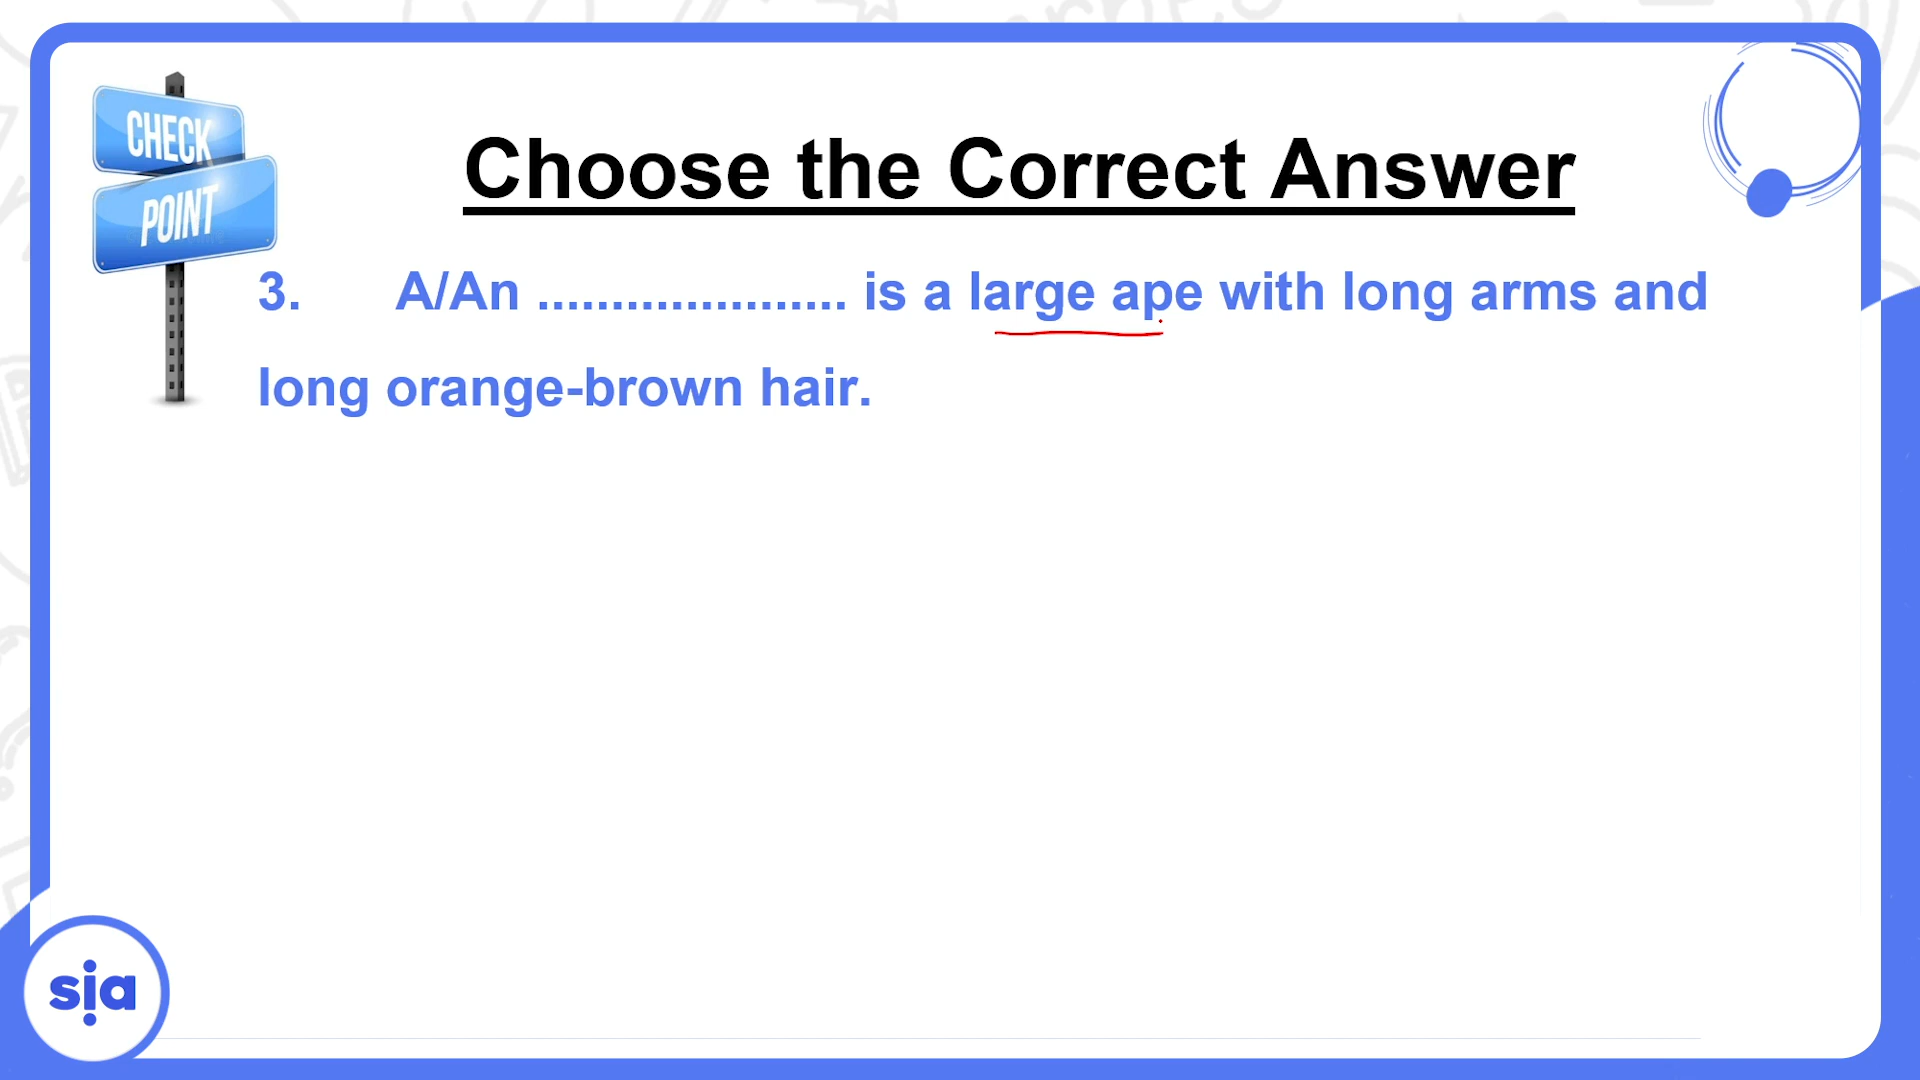 CHECK
POINT
Choose the Correct Answer
3. A/An ..................... is a large ape with long arms and
long orange-brown hair.
sia